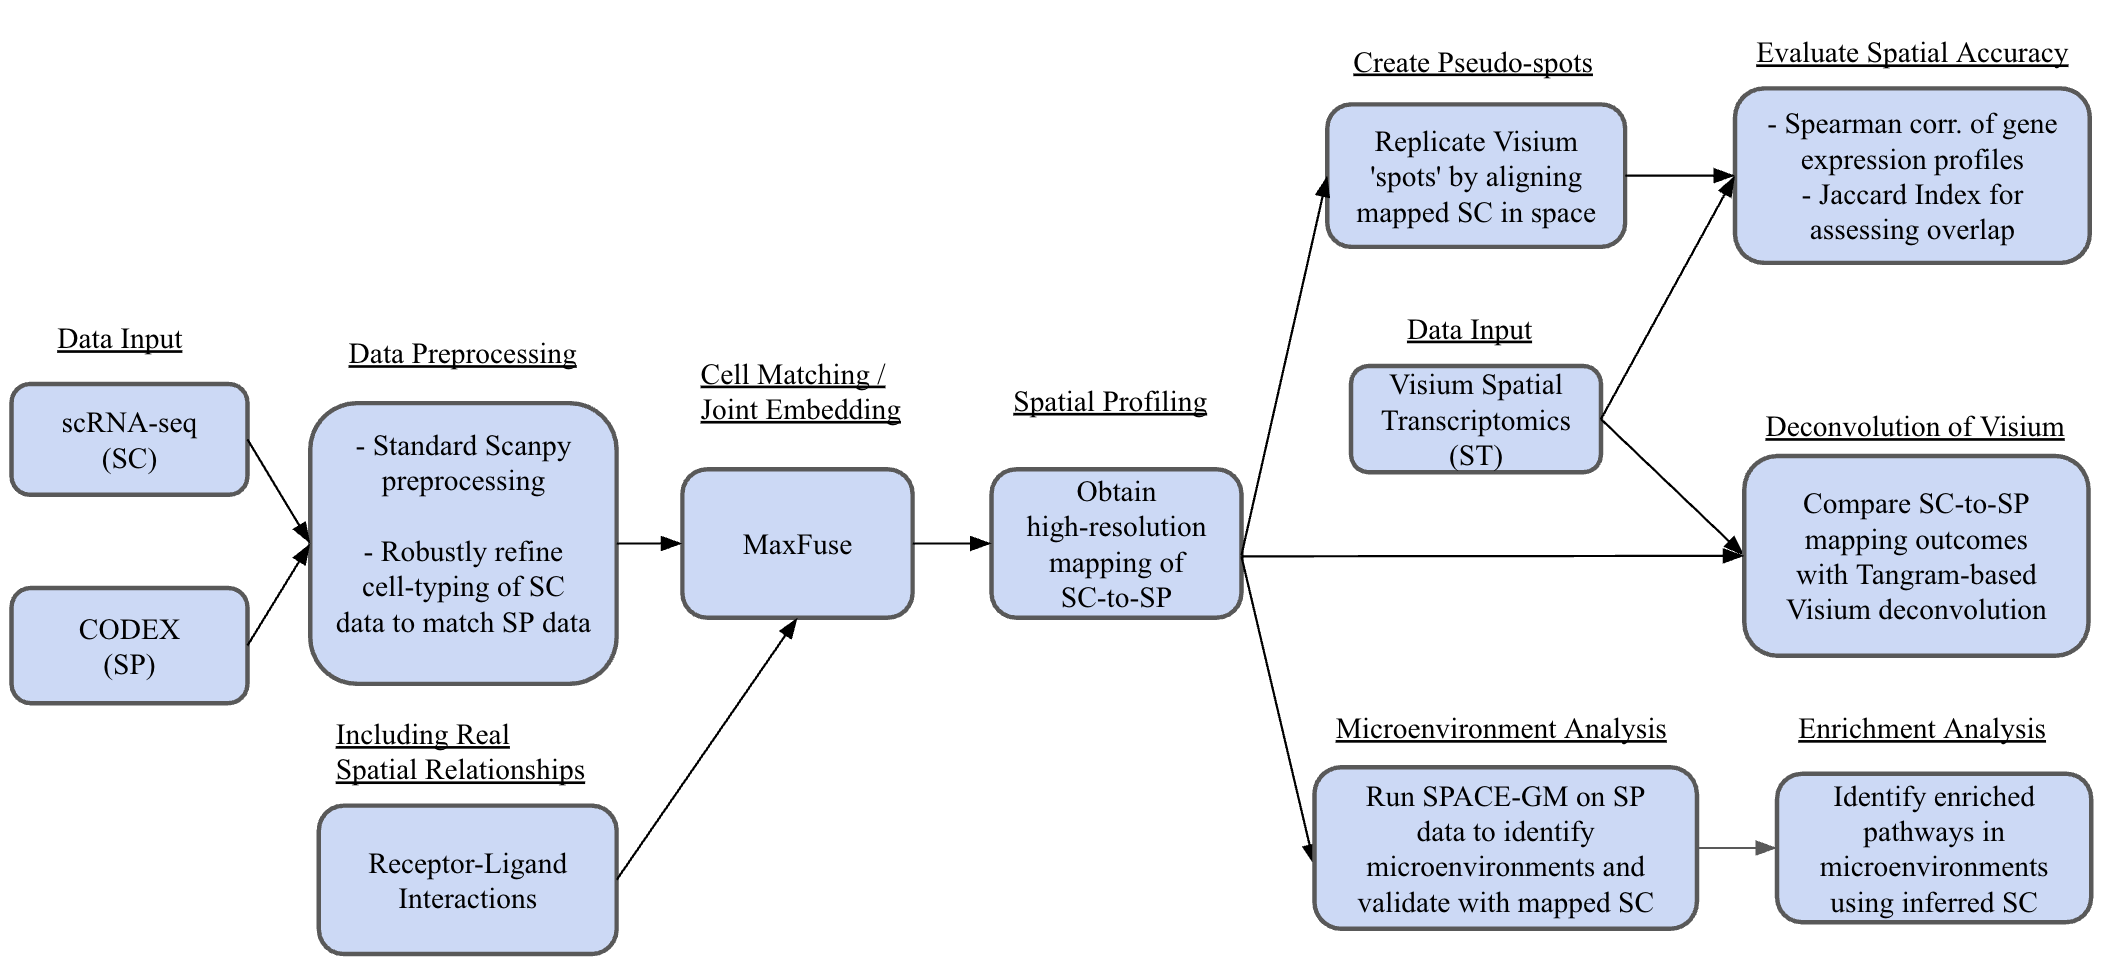 Data Input
scRNA-seq
(SC)
CODEX
(SP)
Data Preprocessing
- Standard Scanpy
preprocessing
- Robustly refine
cell-typing of SC
data to match SP data
Including Real
Spatial Relationships
Receptor-Ligand
Interactions
Cell Matching /
Joint Embedding
MaxFuse
Spatial Profiling
Obtain
high-resolution
mapping of
SC-to-SP
Create Pseudo-spots
Replicate Visium
'spots' by aligning
mapped SC in space
Evaluate Spatial Accuracy
- Spearman corr. of gene
expression profiles
- Jaccard Index for
assessing overlap
Data Input
Visium Spatial
Transcriptomics
(ST)
Deconvolution of Visium
Compare SC-to-SP
mapping outcomes
with Tangram-based
Visium deconvolution
Microenvironment Analysis
Run SPACE-GM on SP
data to identify
microenvironments and
validate with mapped SC
Enrichment Analysis
Identify enriched
pathways in
microenvironments
using inferred SC